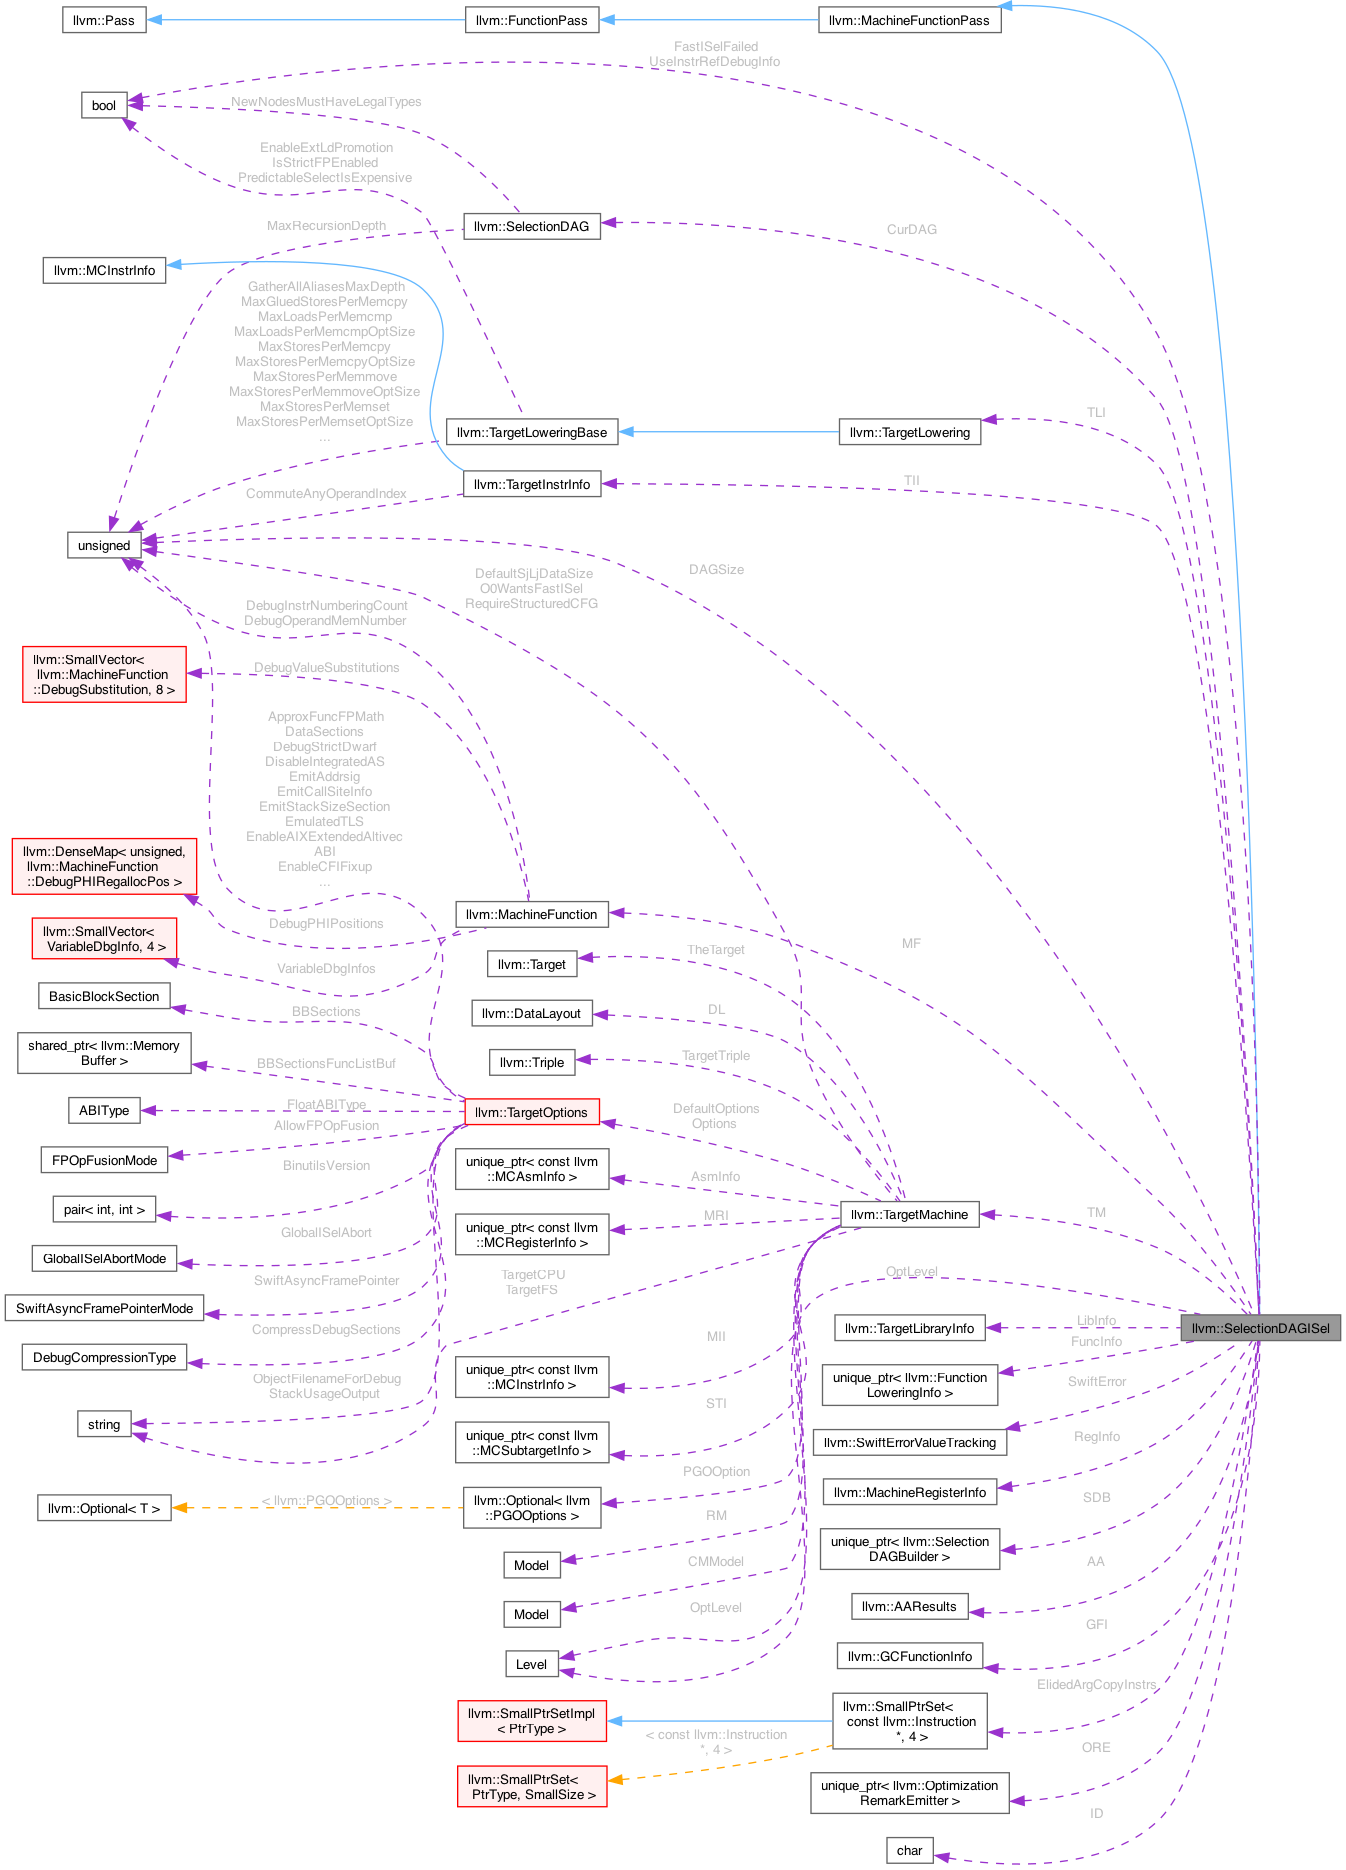 llvm::Pass
llvm::FunctionPass
llvm::MachineFunctionPass
FastISelFailed
UseInstrRefDebugInfo
bool
NewNodesMustHaveLegalTypes
EnableExtLdPromotion
IsStrictFPEnabled
PredictableSelectIsExpensive
MaxRecursionDepth
llvm::SelectionDAG
CurDAG
llvm::MCInstrInfo
GatherAllAliasesMaxDepth
MaxGluedStoresPerMemcpy
MaxLoadsPerMemcmp
MaxLoadsPerMemcmpOptSize
MaxStoresPerMemcpy
MaxStoresPerMemcpyOptSize
MaxStoresPerMemmove
MaxStoresPerMemmoveOptSize
MaxStoresPerMemset
MaxStoresPerMemsetOptSize
...
llvm::TargetLoweringBase
llvm::TargetLowering
TLI
CommuteAnyOperandIndex
llvm::TargetInstrInfo
TII
unsigned
DefaultSjLjDataSize
O0WantsFastISel
RequireStructuredCFG
DAGSize
DebugInstrNumberingCount
DebugOperandMemNumber
llvm::SmallVector<
llvm::MachineFunction
::DebugSubstitution, 8 >
DebugValueSubstitutions
ApproxFuncFPMath
DataSections
DebugStrictDwarf
DisableIntegratedAS
EmitAddrsig
EmitCallSiteInfo
EmitStackSizeSection
EmulatedTLS
EnableAIXExtendedAltivec
ABI
EnableCFIFixup
...
llvm::DenseMap< unsigned,
llvm::MachineFunction
::DebugPHIRegallocPos >
DebugPHIPositions
llvm::MachineFunction
MF
llvm::SmallVector<
VariableDbgInfo, 4 >
VariableDbgInfos
llvm::Target
TheTarget
BasicBlockSection
BBSections
llvm::DataLayout
DL
shared_ptr< llvm::Memory
Buffer >
BBSectionsFuncListBuf
llvm::Triple
TargetTriple
ABIType
FloatABIType
llvm::TargetOptions
DefaultOptions
Options
FPOpFusionMode
AllowFPOpFusion
BinutilsVersion
unique_ptr< const llvm
::MCAsmInfo >
AsmInfo
pair< int, int >
unique_ptr< const llvm
::MCRegisterInfo >
MRI
llvm::TargetMachine
TM
GlobalISelAbortMode
GlobalISelAbort
SwiftAsyncFramePointerMode
SwiftAsyncFramePointer
TargetCPU
TargetFS
OptLevel
DebugCompressionType
CompressDebugSections
llvm::TargetLibraryInfo
LibInfo
llvm::SelectionDAGISel
FuncInfo
unique_ptr< const llvm
::MCInstrInfo >
MII
unique_ptr< llvm::Function
LoweringInfo >
SwiftError
string
ObjectFilenameForDebug
StackUsageOutput
unique_ptr< const llvm
::MCSubtargetInfo >
STI
llvm::SwiftErrorValueTracking
RegInfo
llvm::MachineRegisterInfo
PGOOption
SDB
llvm::Optional< T >
< llvm::PGOOptions >
llvm::Optional< llvm
::PGOOptions >
RM
unique_ptr< llvm::Selection
DAGBuilder >
AA
Model
CMModel
Model
OptLevel
llvm::AAResults
GFI
Level
llvm::GCFunctionInfo
ElidedArgCopyInstrs
llvm::SmallPtrSetImpl
< PtrType >
< const llvm::Instruction
*, 4 >
llvm::SmallPtrSet<
const llvm::Instruction
*, 4 >
ORE
llvm::SmallPtrSet<
PtrType, SmallSize >
unique_ptr< llvm::Optimization
RemarkEmitter >
ID
char